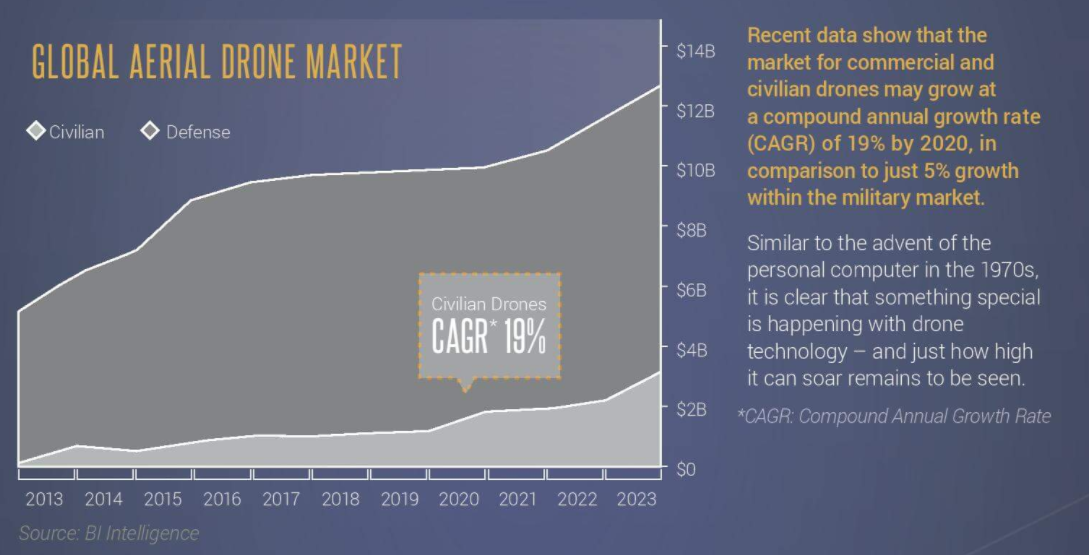 GLOBAL AERIAL DRONE MARKET
Civilian
Defense
$14B
$12B
$10B
$8B
$6B
$4B
$2B
$0
Civilian Drones
CAGR* 19%
2013 2014 2015 2016 2017 2018 2019 2020 2021 2022 2023
Source: BI Intelligence
Recent data show that the
market for commercial and
civilian drones may grow at
a compound annual growth rate
(CAGR) of 19% by 2020, in
comparison to just 5% growth
within the military market.
Similar to the advent of the
personal computer in the 1970s,
it is clear that something special
is happening with drone
technology – and just how high
it can soar remains to be seen.
*CAGR: Compound Annual Growth Rate